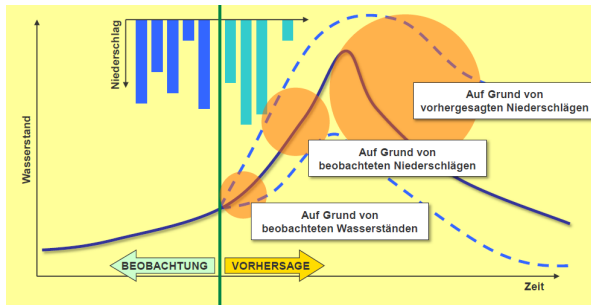 Niederschlag
Wasserstand
Auf Grund von
vorhergesagten Niederschlägen
Auf Grund von
beobachteten Niederschlägen
Auf Grund von
beobachteten Wasserständen
BEOBACHTUNG
VORHERSAGE
Zeit